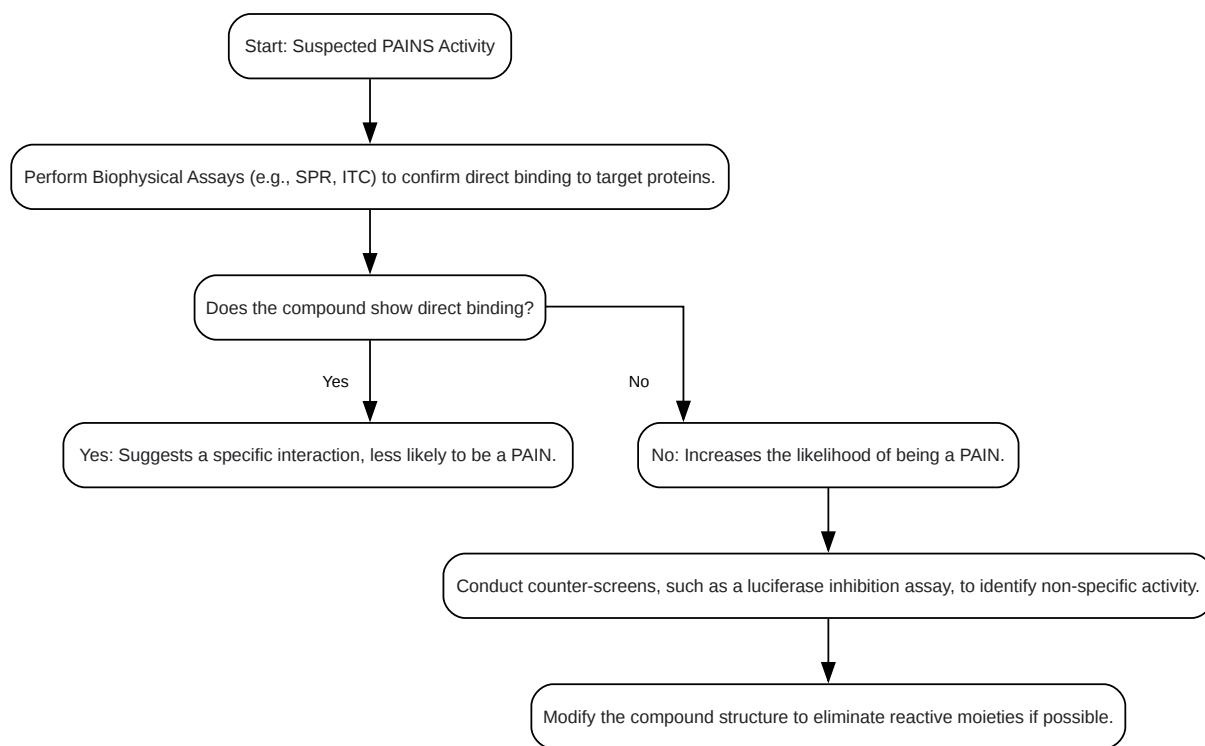 Start: Suspected PAINS Activity
Perform Biophysical Assays (e.g., SPR, ITC) to confirm direct binding to target proteins.
Does the compound show direct binding?
Yes
No
Yes: Suggests a specific interaction, less likely to be a PAIN.
No: Increases the likelihood of being a PAIN.
Conduct counter-screens, such as a luciferase inhibition assay, to identify non-specific activity.
Modify the compound structure to eliminate reactive moieties if possible.